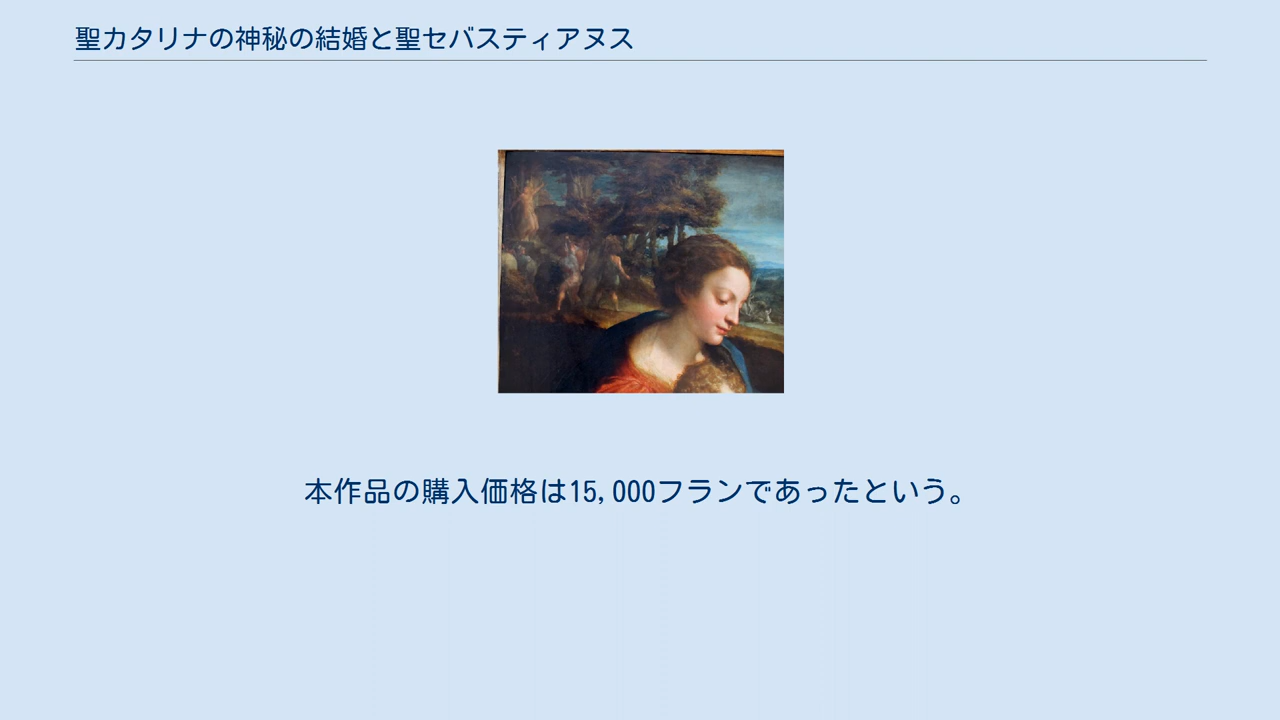 聖カタリナの神秘の結婚と聖セバスティアヌス
本作品の購入価格は15,000フランであったという。